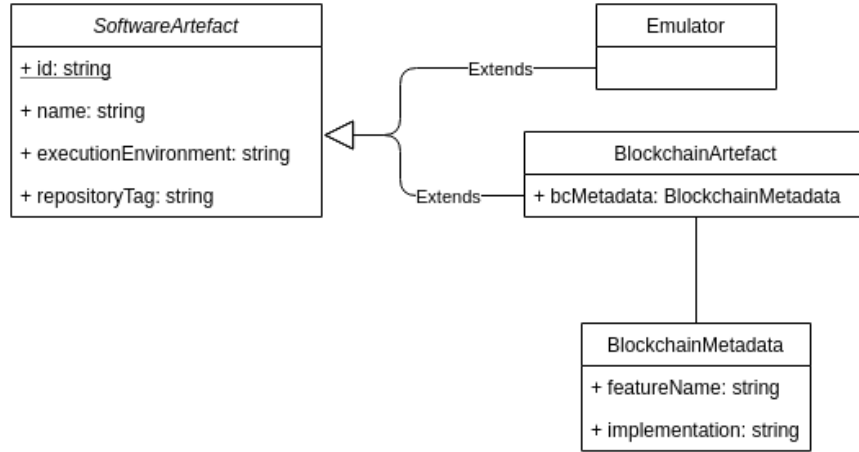 SoftwareArtefact
+ id: string
+ name: string
+ executionEnvironment: string
+ repositoryTag: string
Extends
Emulator
Extends
BlockchainArtefact
+ bcMetadata: BlockchainMetadata
BlockchainMetadata
+ featureName: string
+ implementation: string